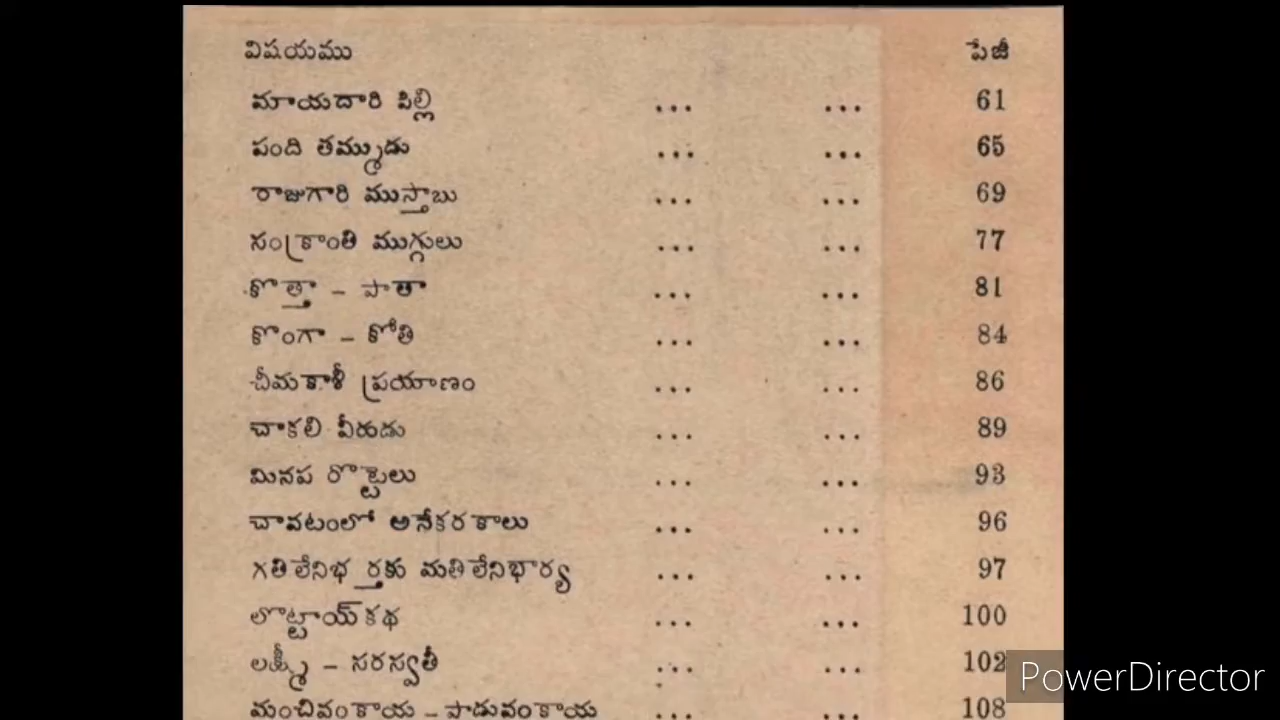 విషయము పేజీ
మాయదారి పిల్లి ... ... 61
పంది తమ్ముడు ... ... 65
రాజుగారి ముస్తాబు ... ... 69
సంక్రాంతి ముగ్గులు ... ... 77
కొత్తా – పాతా ... ... 81
కొంగా – కోతి ... ... 84
చీమకాశీ ప్రయాణం ... ... 86
చాకలి వీరుడు ... ... 89
మినప రొట్టెలు ... ... 93
చావటంలో అనేకరకాలు ... ... 96
గతిలేనిభర్తకు మతిలేనిభార్య ... ... 97
లొట్టాయ్ కథ ... ... 100
లక్ష్మీ – సరస్వతీ ... ... 102
మంచివంకాయ – పాడువంకాయ ... ... 108
PowerDirector